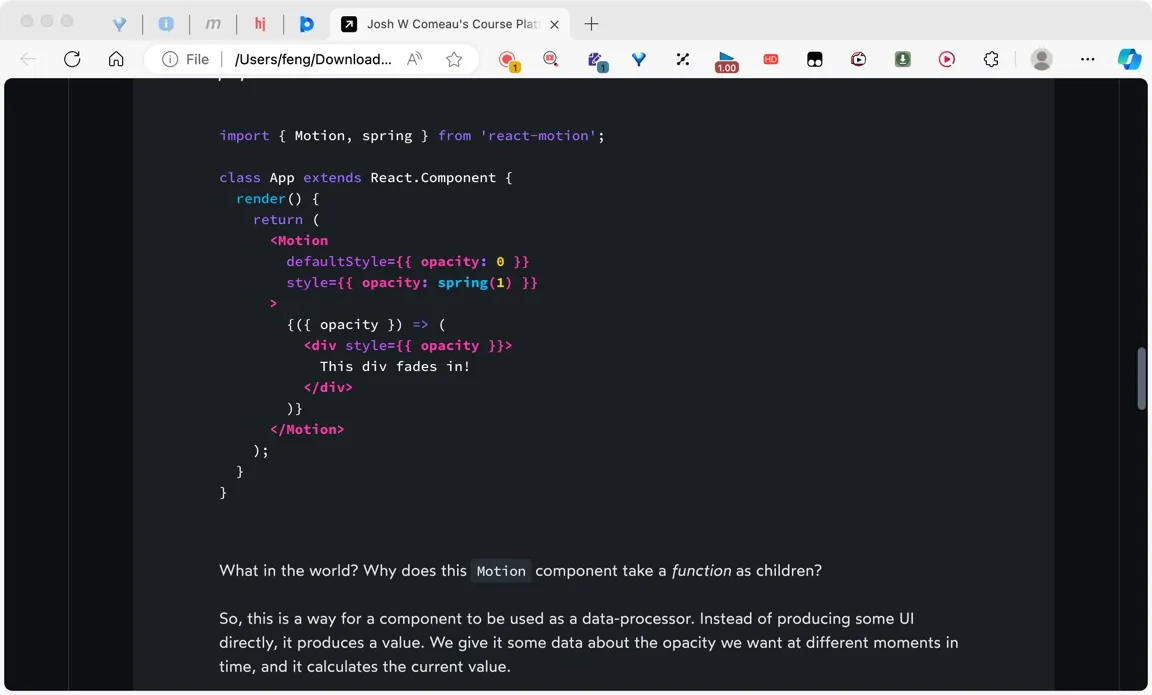 Josh W Comeau's Course Plat
File
/Users/feng/Download...
1
1
1.00
HD
import { Motion, spring } from 'react-motion';
class App extends React.Component {
render() {
return (
<Motion
defaultStyle={{ opacity: 0 }}
style={{ opacity: spring(1) }}
>
{({ opacity }) => (
<div style={{ opacity }}>
This div fades in!
</div>
)}
</Motion>
);
}
}
What in the world? Why does this Motion component take a function as children?
So, this is a way for a component to be used as a data-processor. Instead of producing some UI
directly, it produces a value. We give it some data about the opacity we want at different moments in
time, and it calculates the current value.